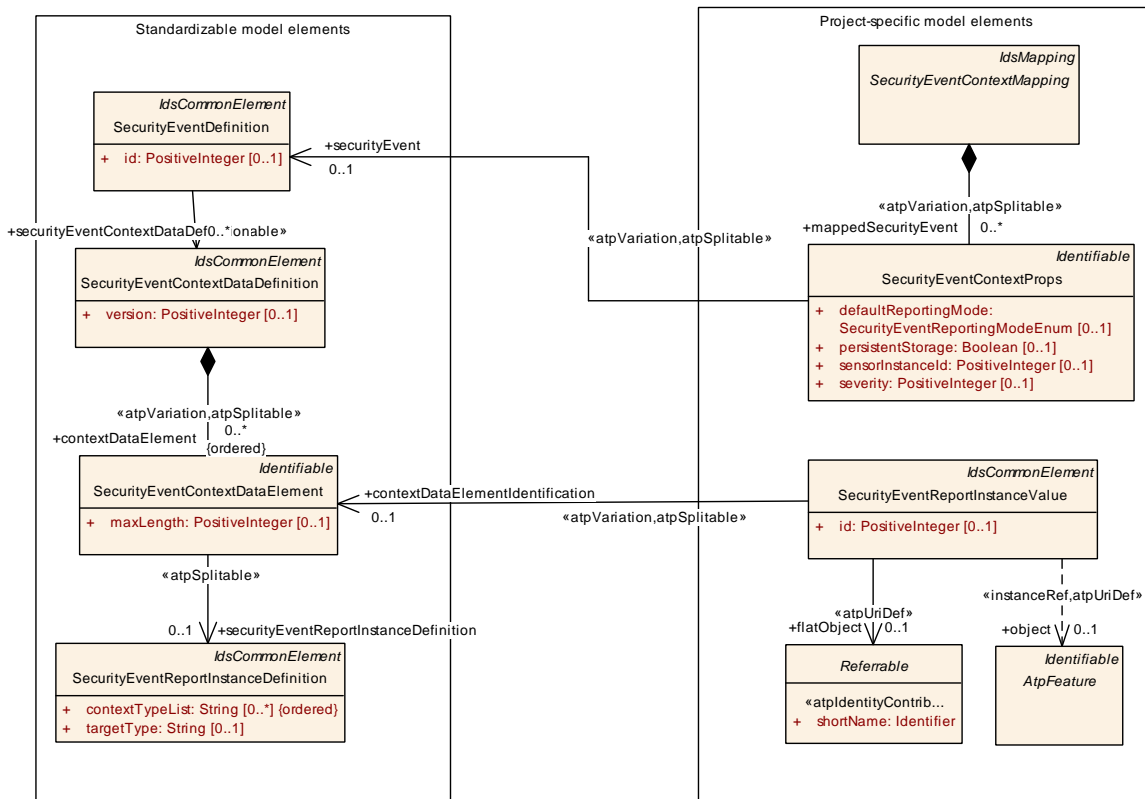 Standardizable model elements
IdsCommonElement
SecurityEventDefinition
+ id: PositiveInteger [0..1]
+securityEventContextDataDef0..* onable»
IdsCommonElement
SecurityEventContextDataDefinition
+ version: PositiveInteger [0..1]
«atpVariation,atpSplitable»
0..*
+contextDataElement
{ordered}
Identifiable
SecurityEventContextDataElement
+ maxLength: PositiveInteger [0..1]
«atpSplitable»
0..1 +securityEventReportInstanceDefinition
IdsCommonElement
SecurityEventReportInstanceDefinition
+ contextTypeList: String [0..*] {ordered}
+ targetType: String [0..1]
+securityEvent
0..1
«atpVariation,atpSplitable»
+contextDataElementIdentification
0..1
«atpVariation,atpSplitable»
Project-specific model elements
IdsMapping
SecurityEventContextMapping
«atpVariation,atpSplitable»
+mappedSecurityEvent 0..*
Identifiable
SecurityEventContextProps
+ defaultReportingMode:
SecurityEventReportingModeEnum [0..1]
+ persistentStorage: Boolean [0..1]
+ sensorInstanceId: PositiveInteger [0..1]
+ severity: PositiveInteger [0..1]
IdsCommonElement
SecurityEventReportInstanceValue
+ id: PositiveInteger [0..1]
«atpUriDef»
+flatObject 0..1
Referrable
«atpIdentityContrib...
+ shortName: Identifier
«instanceRef,atpUriDef»
+object 0..1
Identifiable
AtpFeature